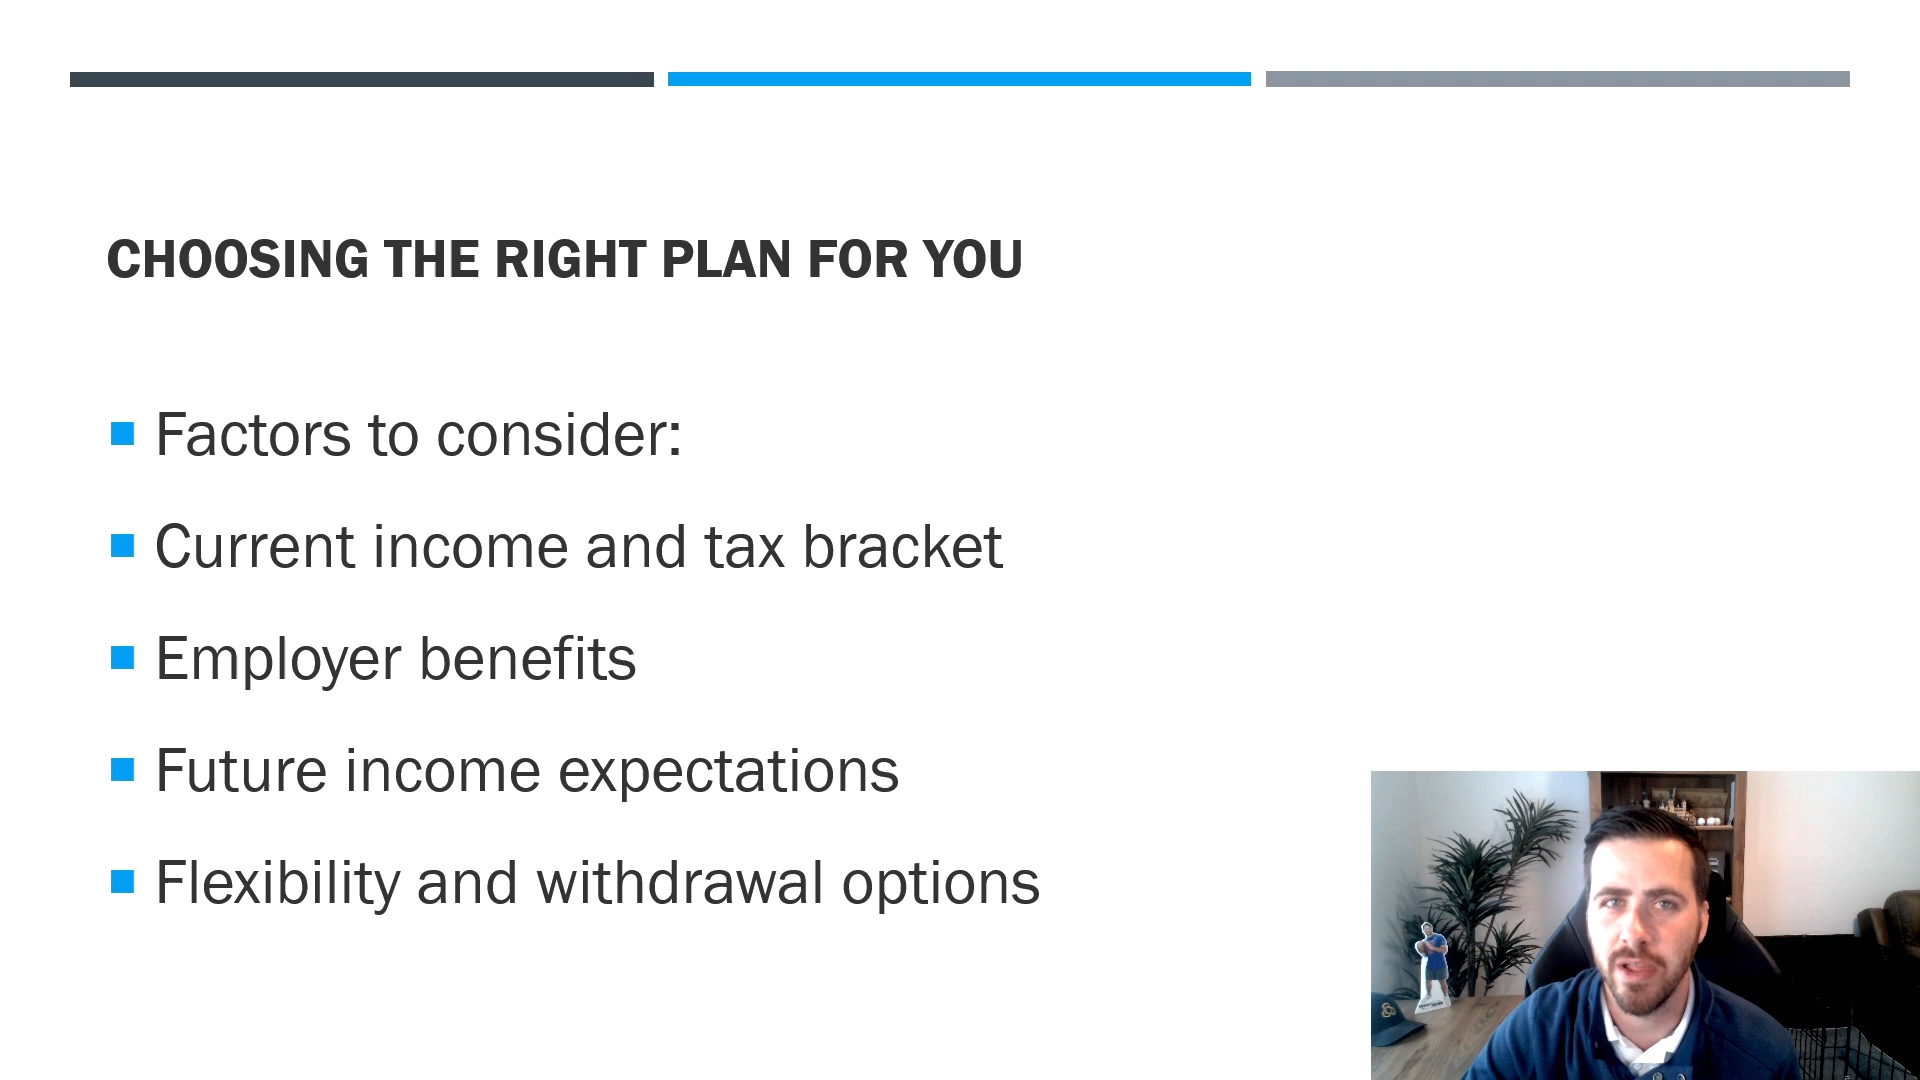 CHOOSING THE RIGHT PLAN FOR YOU
Factors to consider:
Current income and tax bracket
Employer benefits
Future income expectations
Flexibility and withdrawal options